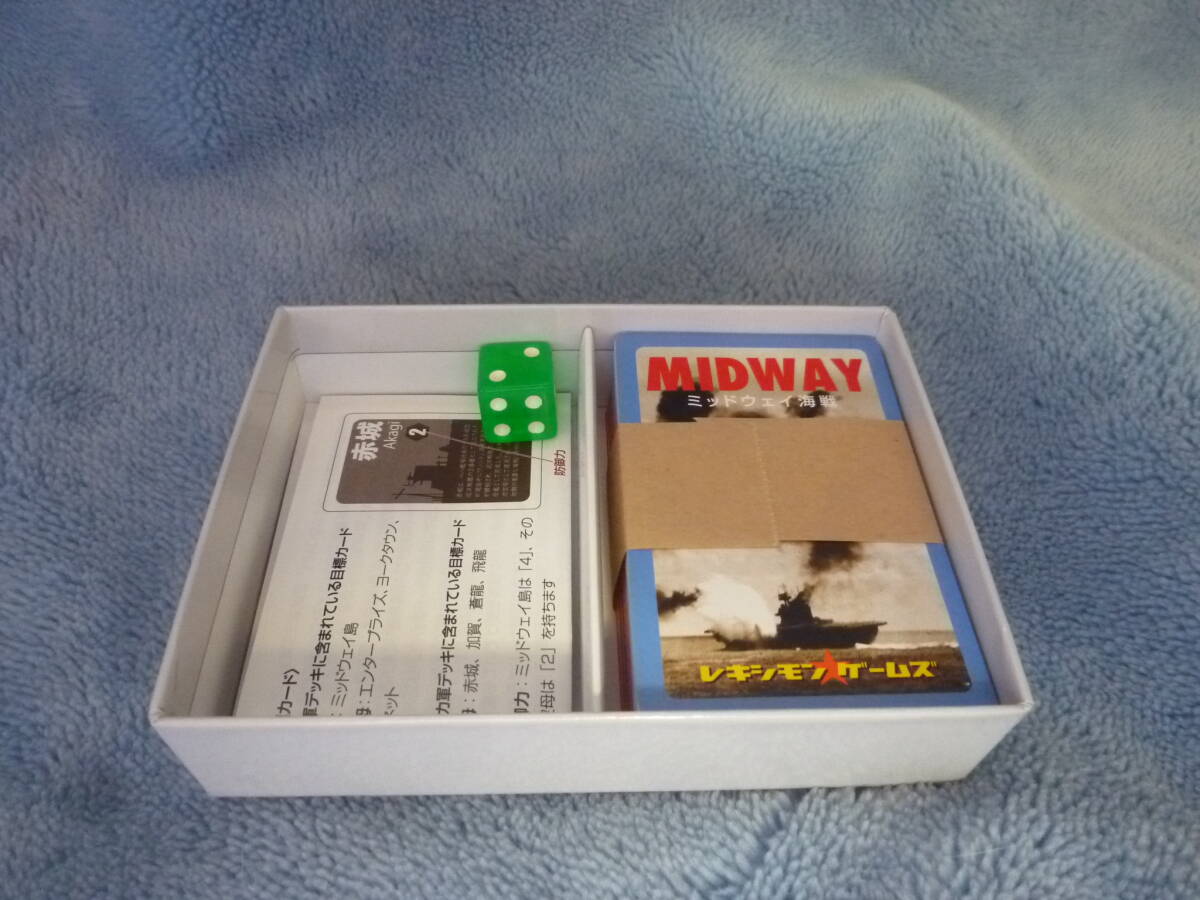 MIDWAY
ミッドウェイ海戦
レキシモンゲームズ
赤城
Akagi
2
防御力
カード〉
軍デッキに含まれている目標カード
：ミッドウェイ島
：エンタープライズ、ヨークタウン、
ネット
カ軍デッキに含まれている目標カード
：赤城、加賀、蒼龍、飛龍
御力：ミッドウェイ島は「4」、その
空母は「2」を持ちます